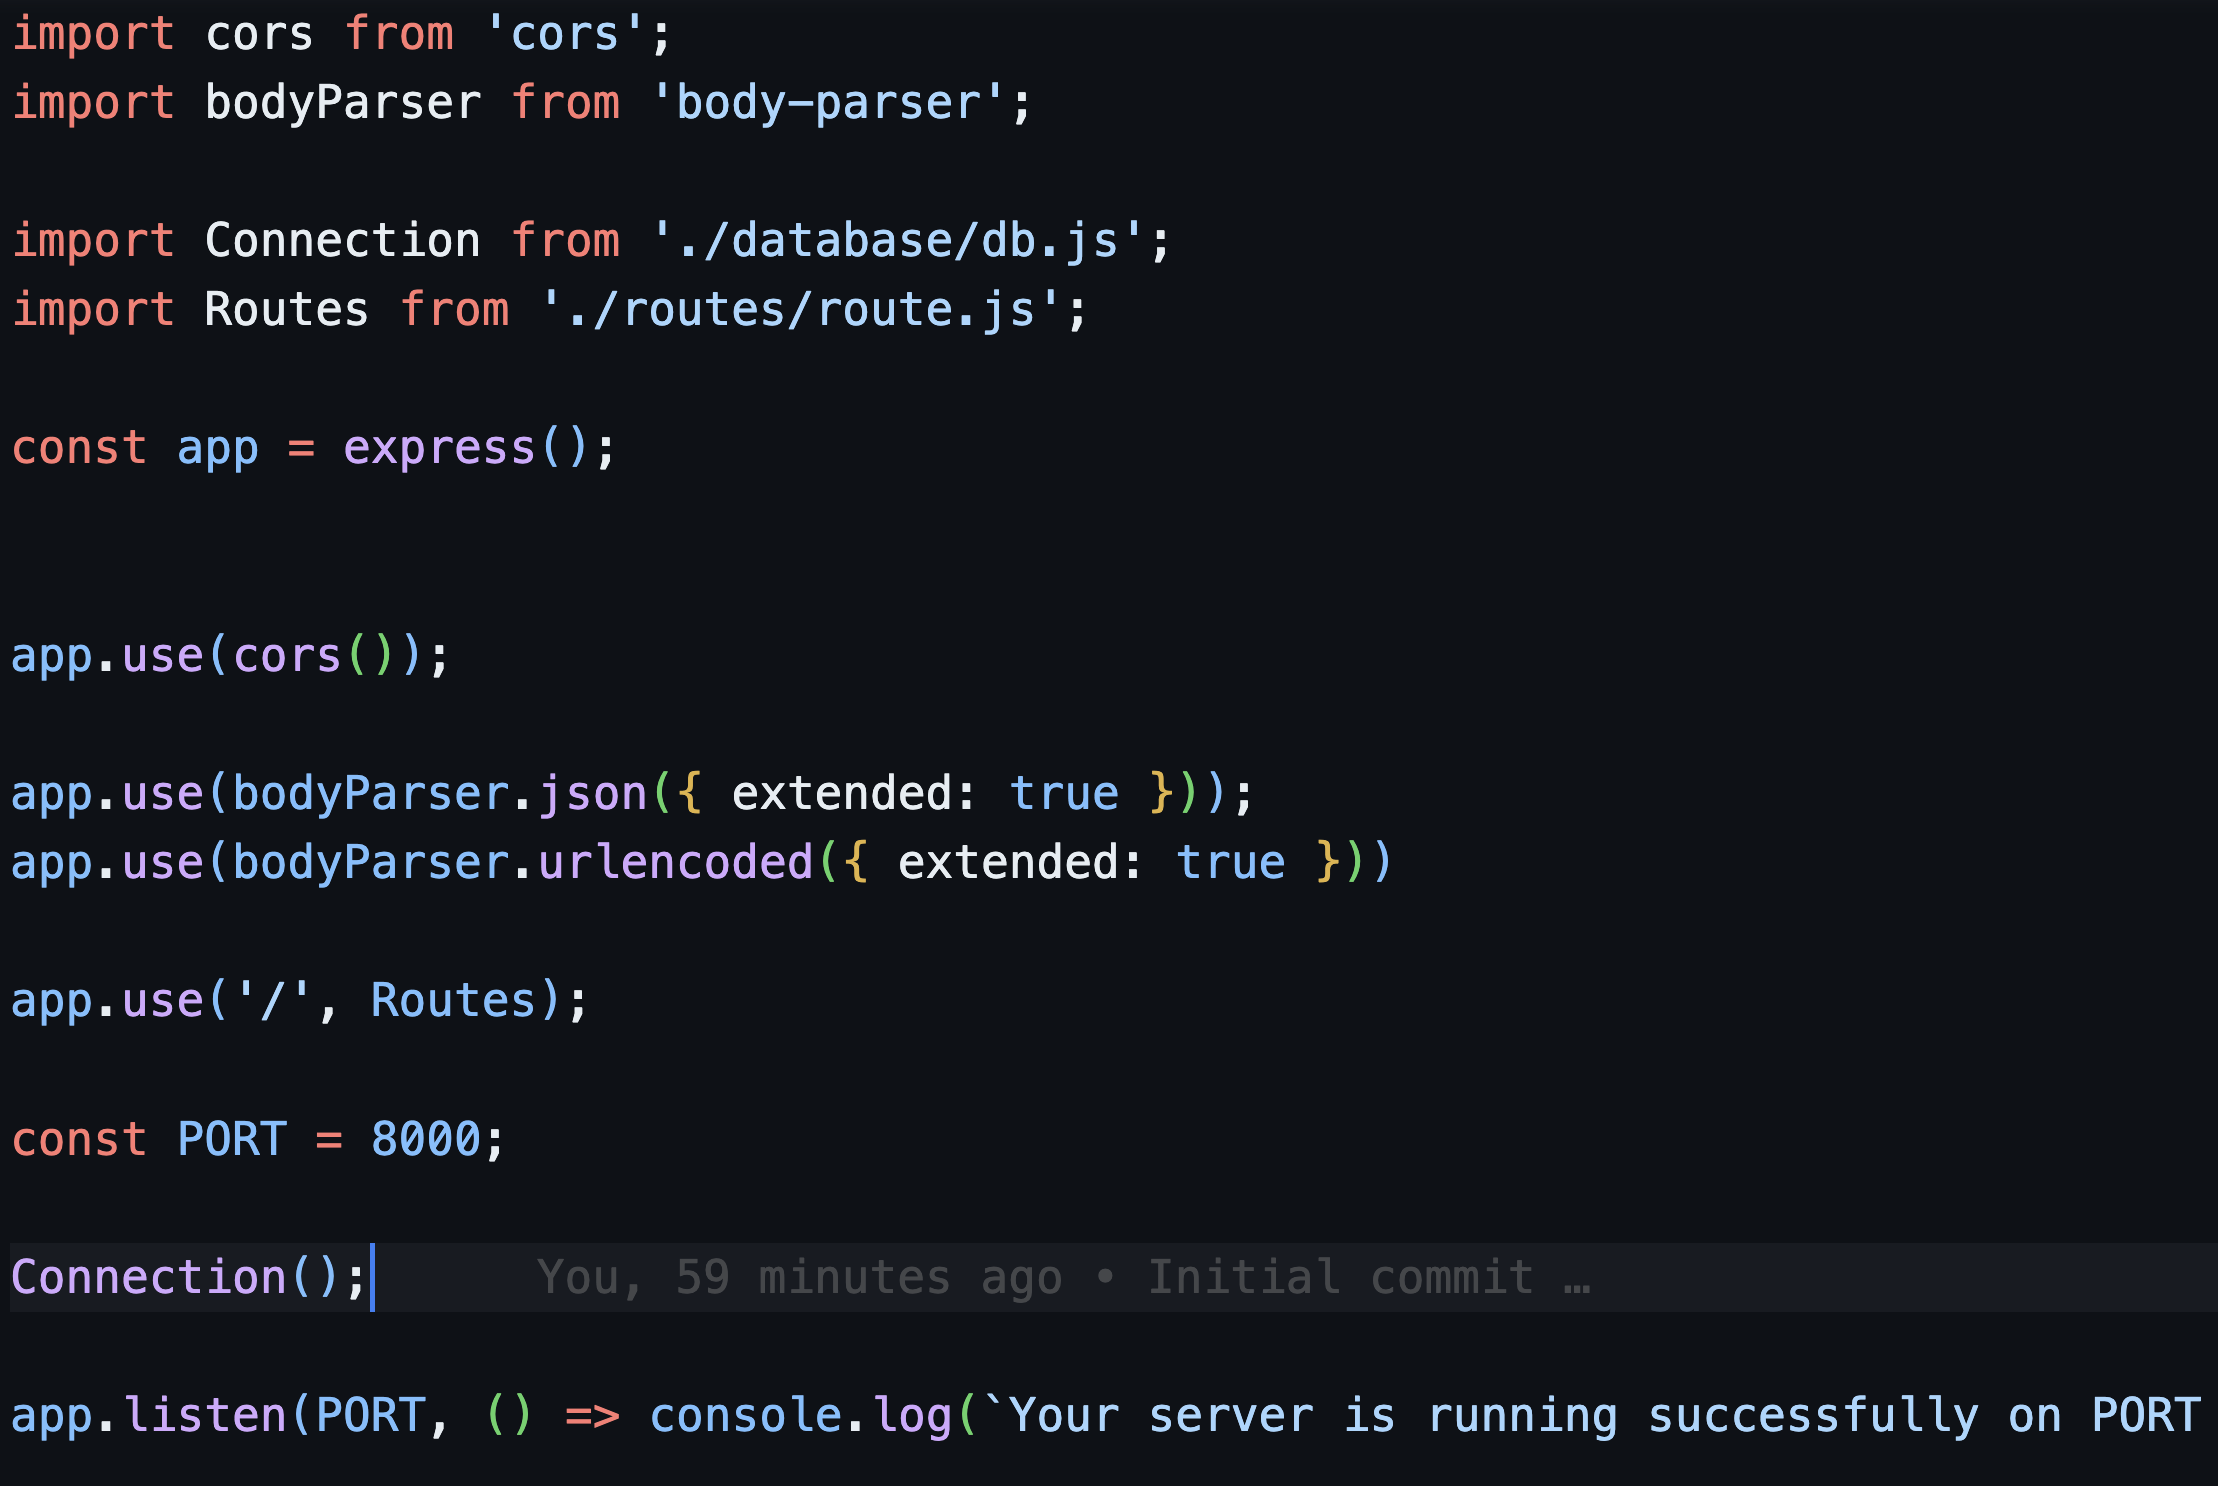 import cors from 'cors';
import bodyParser from 'body-parser';
import Connection from './database/db.js';
import Routes from './routes/route.js';
const app = express();
app.use(cors());
app.use(bodyParser.json({ extended: true }));
app.use(bodyParser.urlencoded({ extended: true }))
app.use('/', Routes);
const PORT = 8000;
Connection(); You, 59 minutes ago • Initial commit …
app.listen(PORT, () => console.log(`Your server is running successfully on PORT